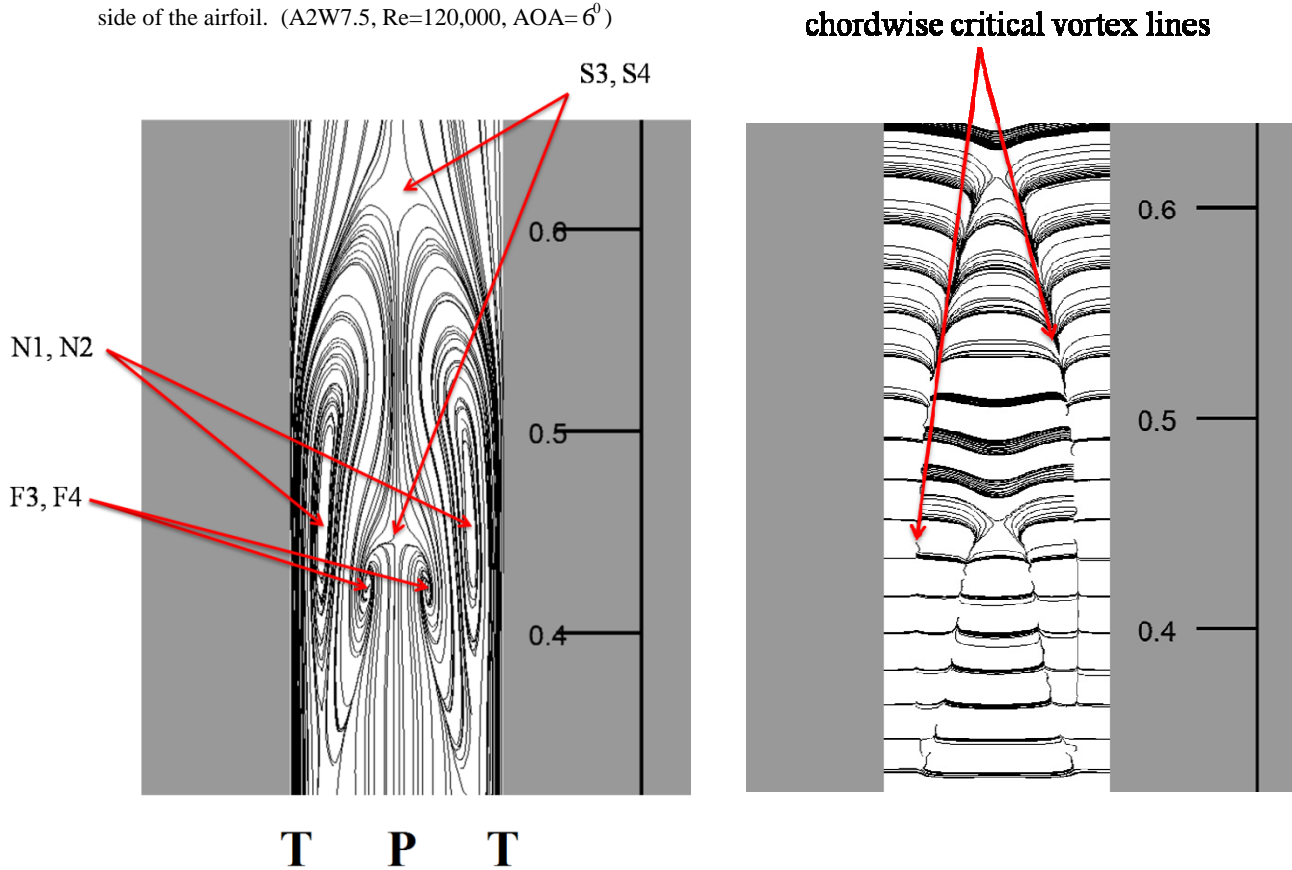 side of the airfoil. (A2W7.5, Re=120,000, AOA= 6⁰ )
chordwise critical vortex lines
S3, S4
N1, N2
F3, F4
0.6
0.5
0.4
0.6
0.5
0.4
T P T